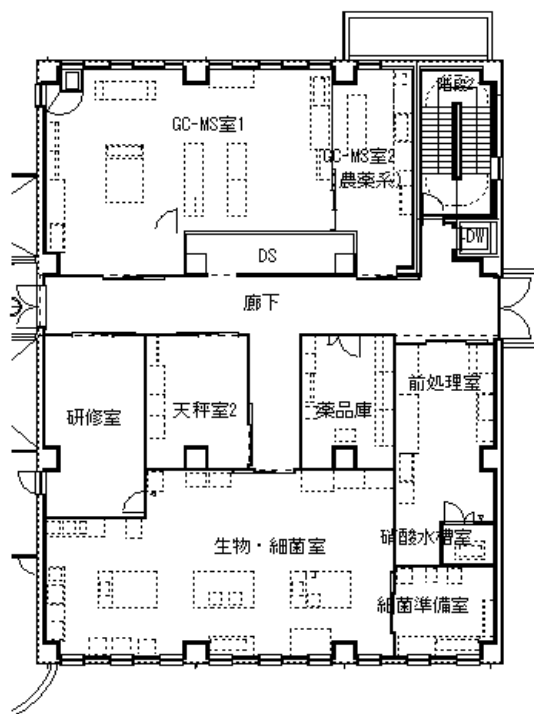 階段2
GC-MS室1
GC-MS室2
(農薬系)
DW
DS
廊下
前処理室
研修室
天秤室2
薬品庫
硝酸水槽室
生物・細菌室
細菌準備室